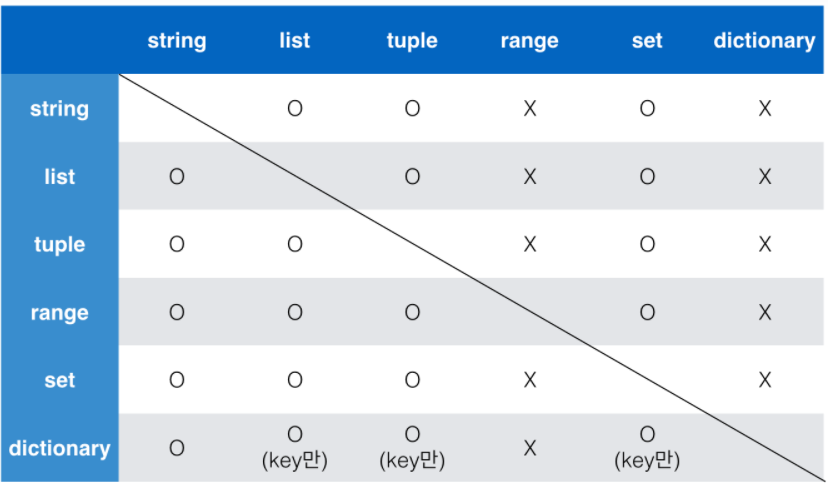 string list tuple range set dictionary
string O O X O X
list O O X O X
tuple O O X O X
range O O O O X
set O O O X X
dictionary O O (key만) O (key만) X O (key만)